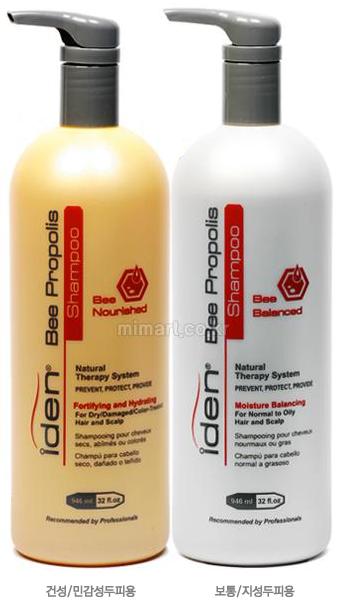 iden® Bee Propolis
Shampoo
Bee
Nourished
Natural
Therapy System
PREVENT, PROTECT, PROVIDE
Fortifying and Hydrating
For Dry/Damaged/Color-Treated
Hair and Scalp
Shampooing pour cheveux
secs, abîmés ou colorés
Champú para cabello
seco, dañado o teñido
946 ml 32 fl.oz
Recommended by Professionals
iden® Bee Propolis
Shampoo
Bee
Balanced
Natural
Therapy System
PREVENT, PROTECT, PROVIDE
Moisture Balancing
For Normal to Oily
Hair and Scalp
Shampooing pour cheveux
nourmaux ou gras
Champú para cabello
normal a grasoso
946 ml 32 fl.oz
Recommended by Professionals
mimart.co.kr
건성/민감성두피용
보통/지성두피용